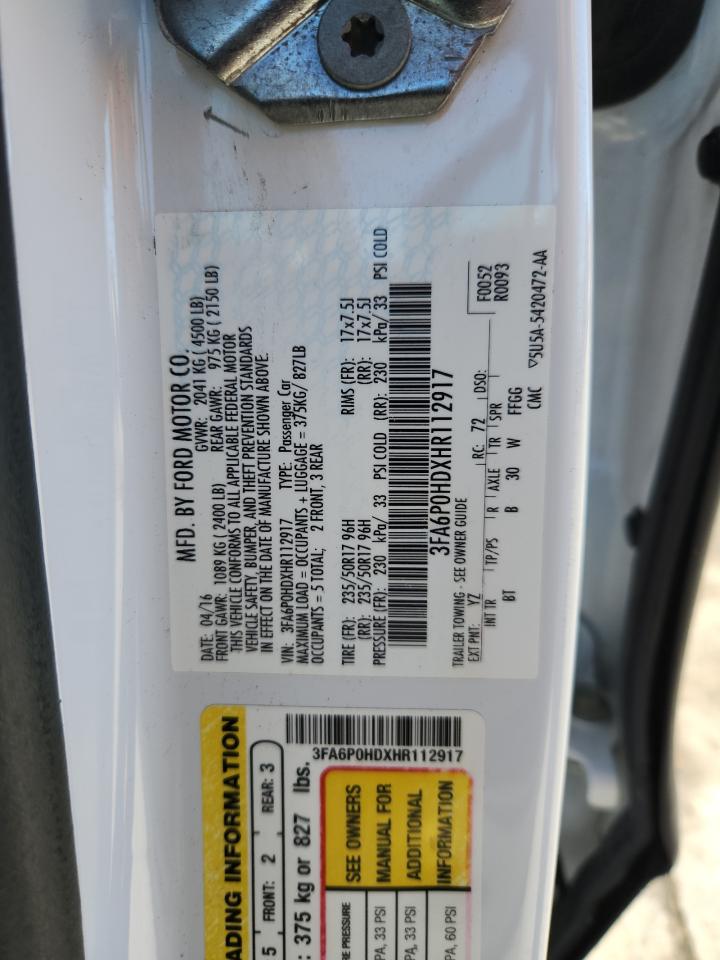 MFD. BY FORD MOTOR CO.
DATE: 04/16 GVWR: 2041 KG ( 4500 LB)
FRONT GAWR: 1089 KG ( 2400 LB) REAR GAWR: 975 KG ( 2150 LB)
THIS VEHICLE CONFORMS TO ALL APPLICABLE FEDERAL MOTOR
VEHICLE SAFETY, BUMPER, AND THEFT PREVENTION STANDARDS
IN EFFECT ON THE DATE OF MANUFACTURE SHOWN ABOVE.
VIN: 3FA6P0HDXHR112917 TYPE: Passenger Car
MAXIMUM LOAD = OCCUPANTS + LUGGAGE = 375KG/ 827LB
OCCUPANTS = 5 TOTAL; 2 FRONT, 3 REAR
TIRE (FR): 235/50R17 96H RIMS (FR): 17x7.5J
(RR): 235/50R17 96H (RR): 17x7.5J
PRESSURE (FR): 230 kPa/ 33 PSI COLD (RR): 230 kPa/ 33 PSI COLD
3FA6P0HDXHR112917
TRAILER TOWING - SEE OWNER GUIDE
F0052
EXT PNT: YZ RC: 72 DSO: R0093
INT TR TP/PS R AXLE TR SPR
BT B 30 W FFGG
CMC ▽5U5A-5420472-AA
ADING INFORMATION
5 FRONT: 2 REAR: 3
: 375 kg or 827 lbs.
3FA6P0HDXHR112917
RE PRESSURE
PA, 33 PSI
PA, 33 PSI
PA, 60 PSI
SEE OWNERS
MANUAL FOR
ADDITIONAL
INFORMATION